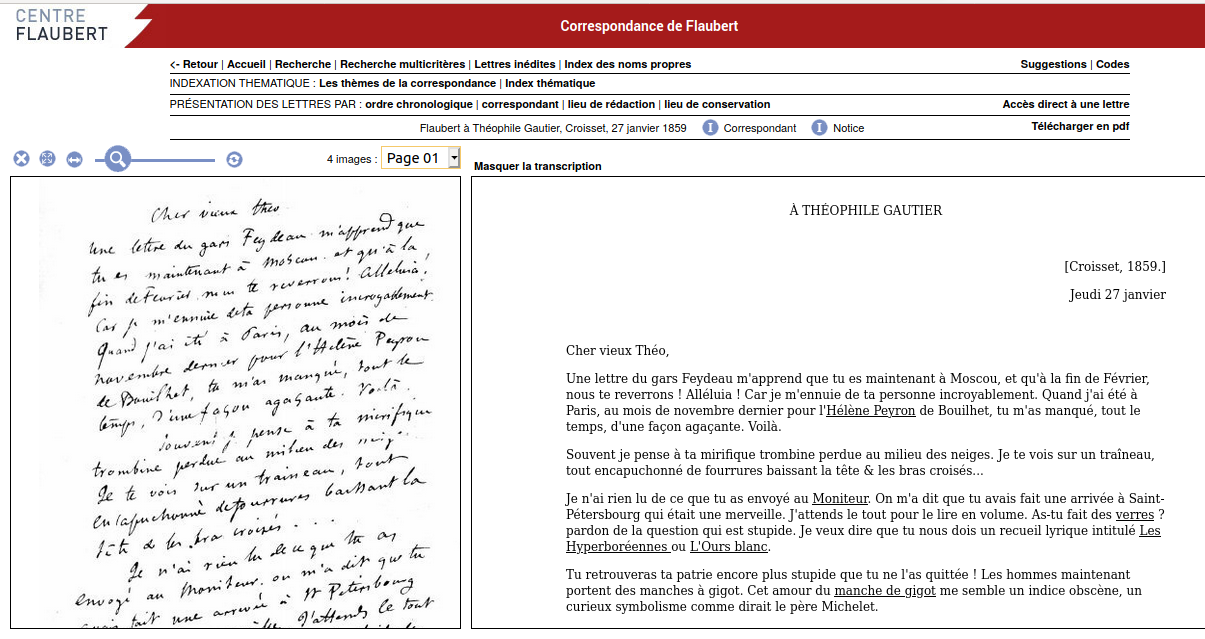 CENTRE
FLAUBERT
Correspondance de Flaubert
<- Retour | Accueil | Recherche | Recherche multicritères | Lettres inédites | Index des noms propres
Suggestions | Codes
INDEXATION THEMATIQUE : Les thèmes de la correspondance | Index thématique
PRÉSENTATION DES LETTRES PAR : ordre chronologique | correspondant | lieu de rédaction | lieu de conservation
Accès direct à une lettre
Flaubert à Théophile Gautier, Croisset, 27 janvier 1859 I Correspondant I Notice
Télécharger en pdf
4 images : Page 01
Masquer la transcription
Cher vieux théo
Une lettre du gars Feydeau m'apprend que
tu es maintenant à Moscou. et qu'à la
fin de Fevrier nous te reverrons! Alleluia!
Car je m'ennuie de ta personne incroyablement.
Quand j'ai été à Paris, au mois de
novembre dernier pour l'Hélène Peyron
de Bouilhet, tu m'as manqué, tout le
temps, d'une façon agaçante. Voilà.
Souvent je pense à ta mirifique
trombine perdue au milieu des neiges.
Je te vois sur un traineau, tout
encapuchonné de fourrures baissant la
tête & les bras croisés...
Je n'ai rien lu de ce que tu as
envoyé au Moniteur. on m'a dit que tu
avais fait une arrivée à St Petersbourg
J'attends le tout
À THÉOPHILE GAUTIER
[Croisset, 1859.]
Jeudi 27 janvier
Cher vieux Théo,
Une lettre du gars Feydeau m'apprend que tu es maintenant à Moscou, et qu'à la fin de Février,
nous te reverrons ! Alléluia ! Car je m'ennuie de ta personne incroyablement. Quand j'ai été à
Paris, au mois de novembre dernier pour l'Hélène Peyron de Bouilhet, tu m'as manqué, tout le
temps, d'une façon agaçante. Voilà.
Souvent je pense à ta mirifique trombine perdue au milieu des neiges. Je te vois sur un traîneau,
tout encapuchonné de fourrures baissant la tête & les bras croisés...
Je n'ai rien lu de ce que tu as envoyé au Moniteur. On m'a dit que tu avais fait une arrivée à Saint-
Pétersbourg qui était une merveille. J'attends le tout pour le lire en volume. As-tu fait des verres ?
pardon de la question qui est stupide. Je veux dire que tu nous dois un recueil lyrique intitulé Les
Hyperboréennes ou L'Ours blanc.
Tu retrouveras ta patrie encore plus stupide que tu ne l'as quittée ! Les hommes maintenant
portent des manches à gigot. Cet amour du manche de gigot me semble un indice obscène, un
curieux symbolisme comme dirait le père Michelet.